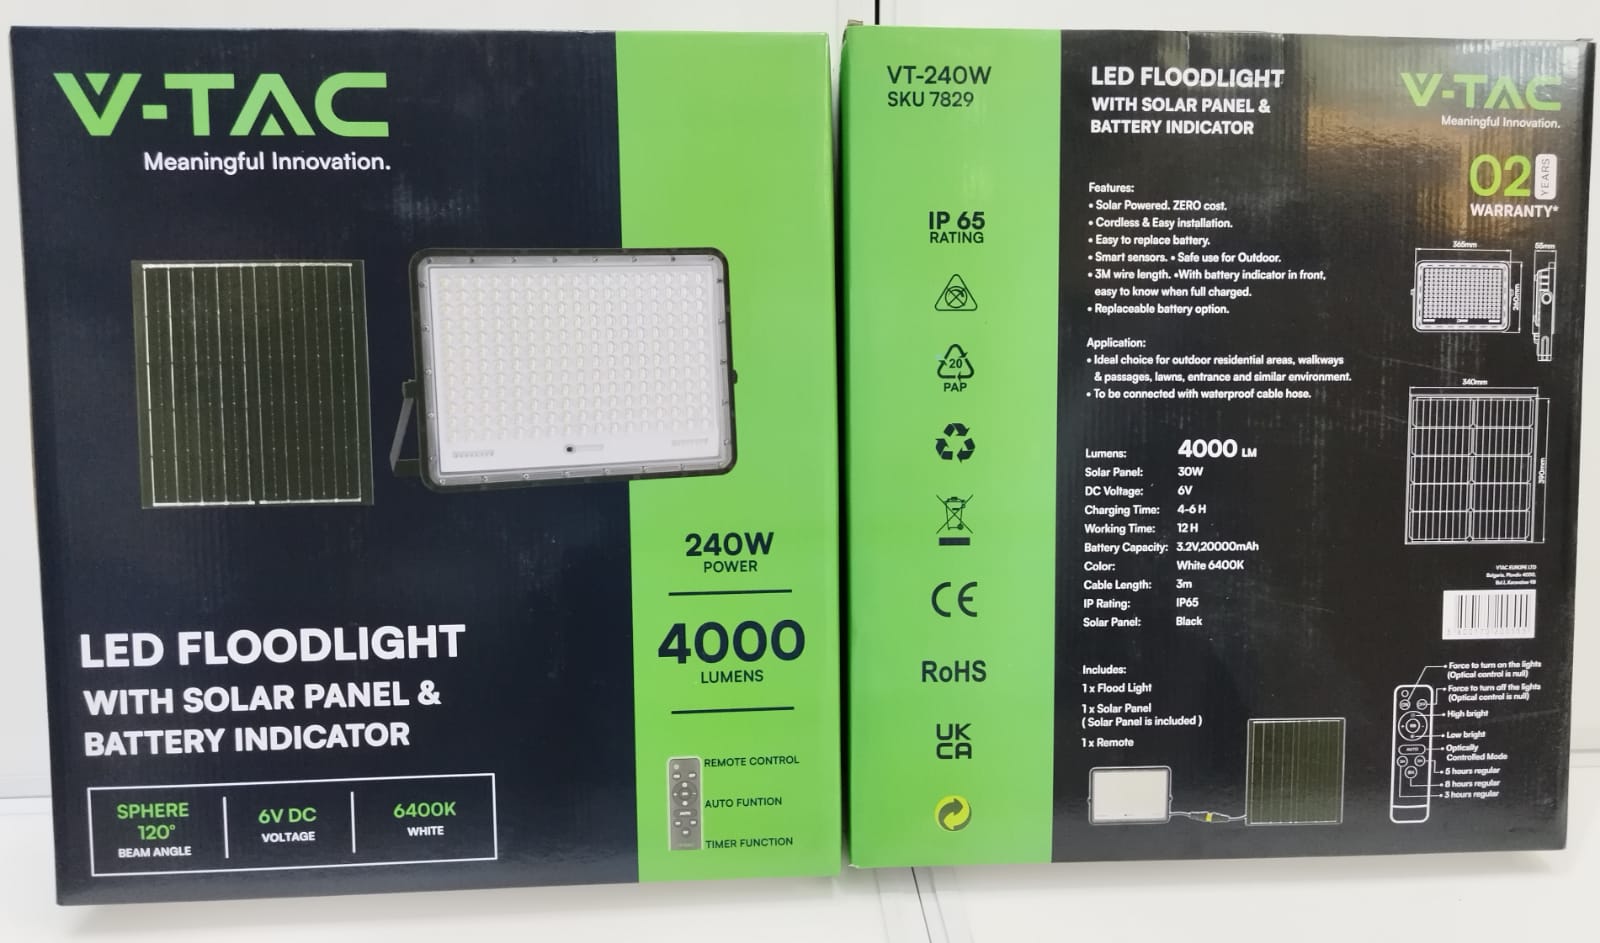 V-TAC
Meaningful Innovation.
240W
POWER
4000
LUMENS
REMOTE CONTROL
AUTO FUNTION
TIMER FUNCTION
LED FLOODLIGHT
WITH SOLAR PANEL &
BATTERY INDICATOR
SPHERE
120°
BEAM ANGLE
6V DC
VOLTAGE
6400K
WHITE
VT-240W
SKU 7829
IP 65
RATING
20
PAP
CE
RoHS
UK
CA
LED FLOODLIGHT
WITH SOLAR PANEL &
BATTERY INDICATOR
V-TAC
Meaningful Innovation.
02 YEARS
WARRANTY*
Features:
• Solar Powered. ZERO cost.
• Cordless & Easy installation.
• Easy to replace battery.
• Smart sensors. • Safe use for Outdoor.
• 3M wire length. •With battery indicator in front,
easy to know when full charged.
• Replaceable battery option.
Application:
• Ideal choice for outdoor residential areas, walkways
& passages, lawns, entrance and similar environment.
• To be connected with waterproof cable hose.
Lumens: 4000 LM
Solar Panel: 30W
DC Voltage: 6V
Charging Time: 4-6 H
Working Time: 12 H
Battery Capacity: 3.2V,20000mAh
Color: White 6400K
Cable Length: 3m
IP Rating: IP65
Solar Panel: Black
Includes:
1 x Flood Light
1 x Solar Panel
( Solar Panel is included )
1 x Remote
365mm
55mm
260mm
340mm
390mm
VTAC EUROPE LTD
• Force to turn on the lights
(Optical control is null)
• Force to turn off the lights
(Optical control is null)
• High bright
• Low bright
• Optically
Controlled Mode
• 5 hours regular
• 8 hours regular
• 3 hours regular